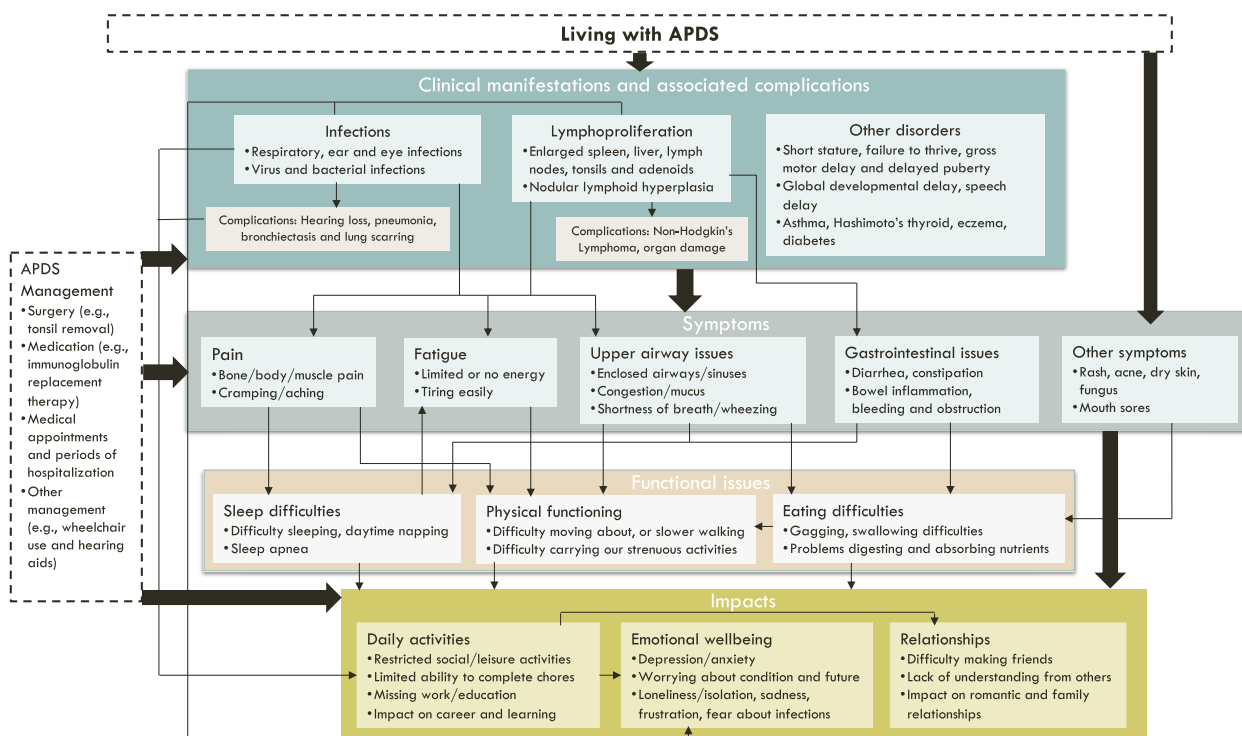 Living with APDS
Clinical manifestations and associated complications
Infections
•Respiratory, ear and eye infections
•Virus and bacterial infections
Complications: Hearing loss, pneumonia,
bronchiectasis and lung scarring
Lymphoproliferation
•Enlarged spleen, liver, lymph
nodes, tonsils and adenoids
•Nodular lymphoid hyperplasia
Complications: Non-Hodgkin's
Lymphoma, organ damage
Other disorders
•Short stature, failure to thrive, gross
motor delay and delayed puberty
•Global developmental delay, speech
delay
•Asthma, Hashimoto's thyroid, eczema,
diabetes
APDS
Management
•Surgery (e.g.,
tonsil removal)
•Medication (e.g.,
immunoglobulin
replacement
therapy)
•Medical
appointments
and periods of
hospitalization
•Other
management
(e.g., wheelchair
use and hearing
aids)
Symptoms
Pain
•Bone/body/muscle pain
•Cramping/aching
Fatigue
•Limited or no energy
•Tiring easily
Upper airway issues
•Enclosed airways/sinuses
•Congestion/mucus
•Shortness of breath/wheezing
Gastrointestinal issues
•Diarrhea, constipation
•Bowel inflammation,
bleeding and obstruction
Other symptoms
•Rash, acne, dry skin,
fungus
•Mouth sores
Functional issues
Sleep difficulties
•Difficulty sleeping, daytime napping
•Sleep apnea
Physical functioning
•Difficulty moving about, or slower walking
•Difficulty carrying our strenuous activities
Eating difficulties
•Gagging, swallowing difficulties
•Problems digesting and absorbing nutrients
Impacts
Daily activities
•Restricted social/leisure activities
•Limited ability to complete chores
•Missing work/education
•Impact on career and learning
Emotional wellbeing
•Depression/anxiety
•Worrying about condition and future
•Loneliness/isolation, sadness,
frustration, fear about infections
Relationships
•Difficulty making friends
•Lack of understanding from others
•Impact on romantic and family
relationships